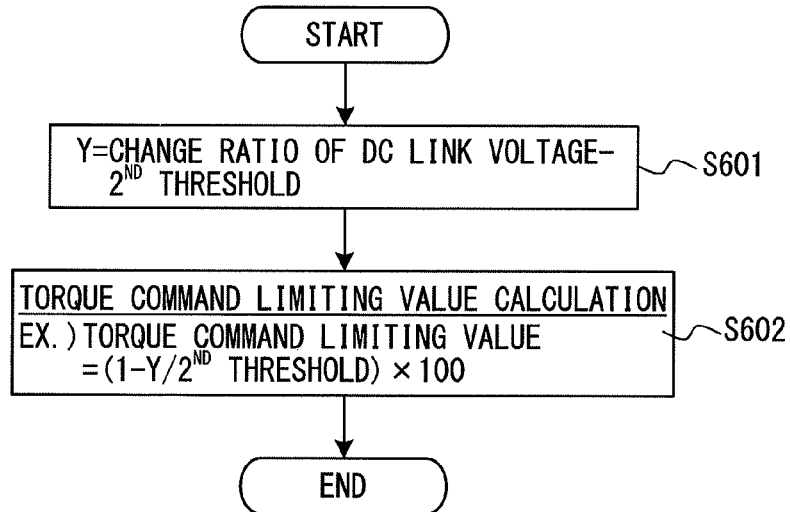 START
Y=CHANGE RATIO OF DC LINK VOLTAGE-
2ND THRESHOLD
S601
TORQUE COMMAND LIMITING VALUE CALCULATION
EX.)TORQUE COMMAND LIMITING VALUE
=(1-Y/2ND THRESHOLD)×100
S602
END